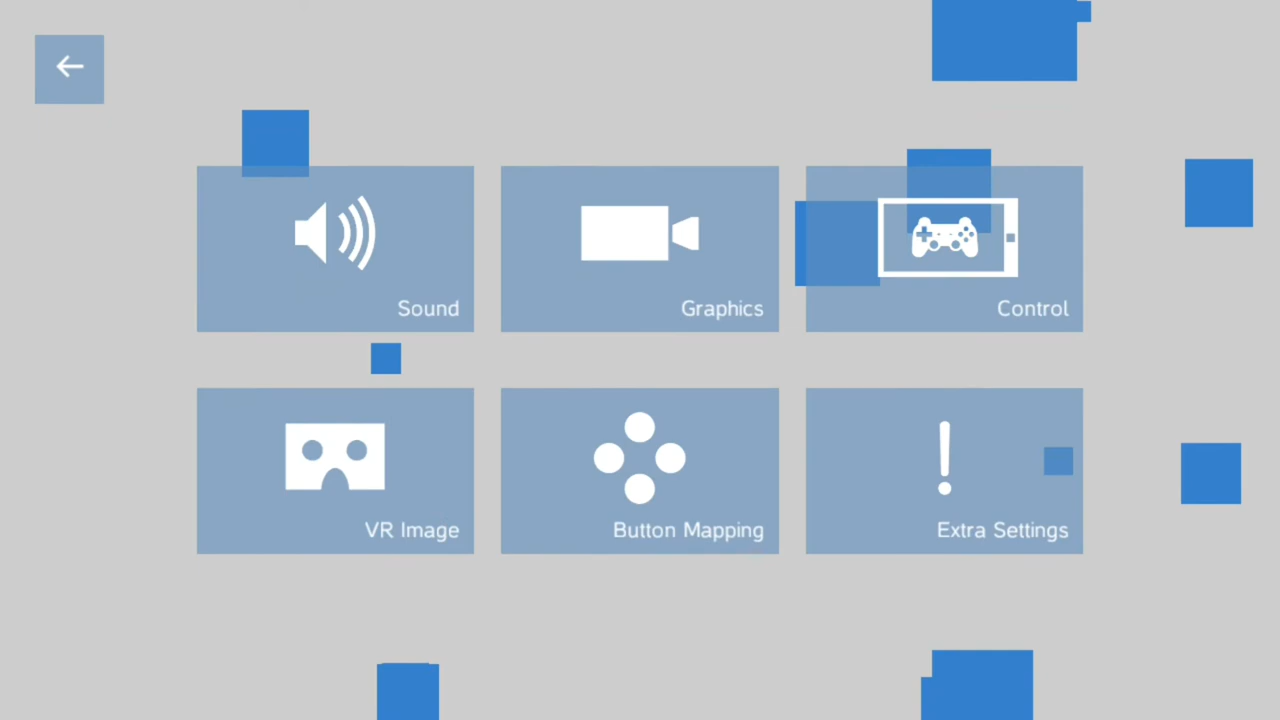 Sound
Graphics
Control
VR Image
Button Mapping
Extra Settings